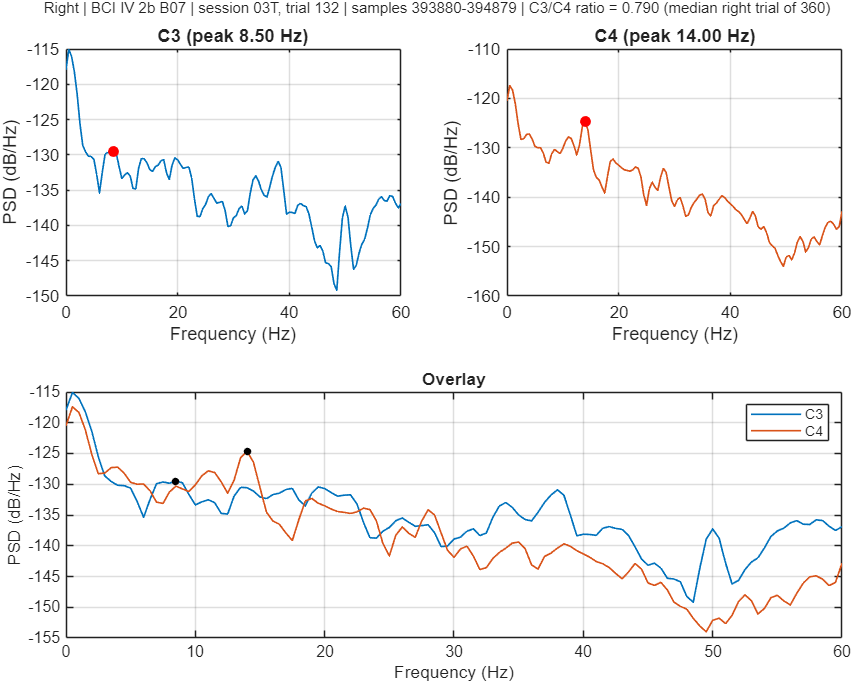 Right | BCI IV 2b B07 | session 03T, trial 132 | samples 393880-394879 | C3/C4 ratio = 0.790 (median right trial of 360)
C3 (peak 8.50 Hz)
-115
-120
-125
-130
-135
-140
-145
-150
PSD (dB/Hz)
0 20 40 60
Frequency (Hz)
C4 (peak 14.00 Hz)
-110
-120
-130
-140
-150
-160
PSD (dB/Hz)
0 20 40 60
Frequency (Hz)
Overlay
-115
-120
-125
-130
-135
-140
-145
-150
-155
PSD (dB/Hz)
C3
C4
0 10 20 30 40 50 60
Frequency (Hz)